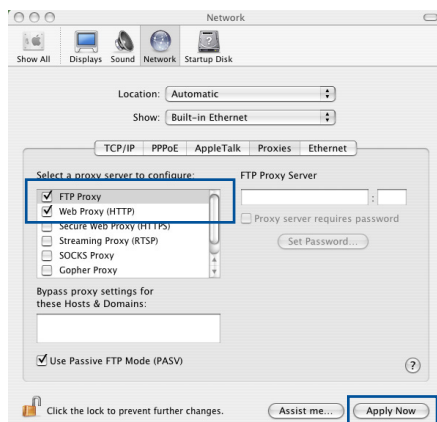 Network
Show All Displays Sound Network Startup Disk
Location: Automatic
Show: Built-in Ethernet
TCP/IP PPPoE AppleTalk Proxies Ethernet
Select a proxy server to configure: FTP Proxy Server
FTP Proxy
:
Web Proxy (HTTP)
Secure Web Proxy (HTTPS)
Proxy server requires password
Streaming Proxy (RTSP)
Set Password...
SOCKS Proxy
Gopher Proxy
Bypass proxy settings for
these Hosts & Domains:
Use Passive FTP Mode (PASV)
?
Click the lock to prevent further changes.
Assist me...
Apply Now